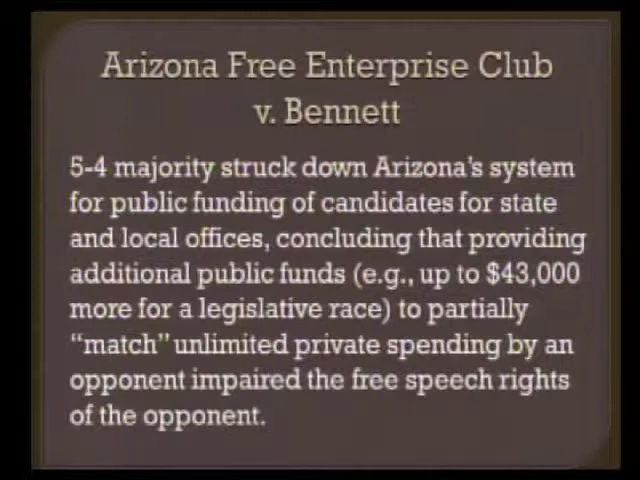 Arizona Free Enterprise Club
v. Bennett
5-4 majority struck down Arizona's system
for public funding of candidates for state
and local offices, concluding that providing
additional public funds (e.g., up to $43,000
more for a legislative race) to partially
"match" unlimited private spending by an
opponent impaired the free speech rights
of the opponent.